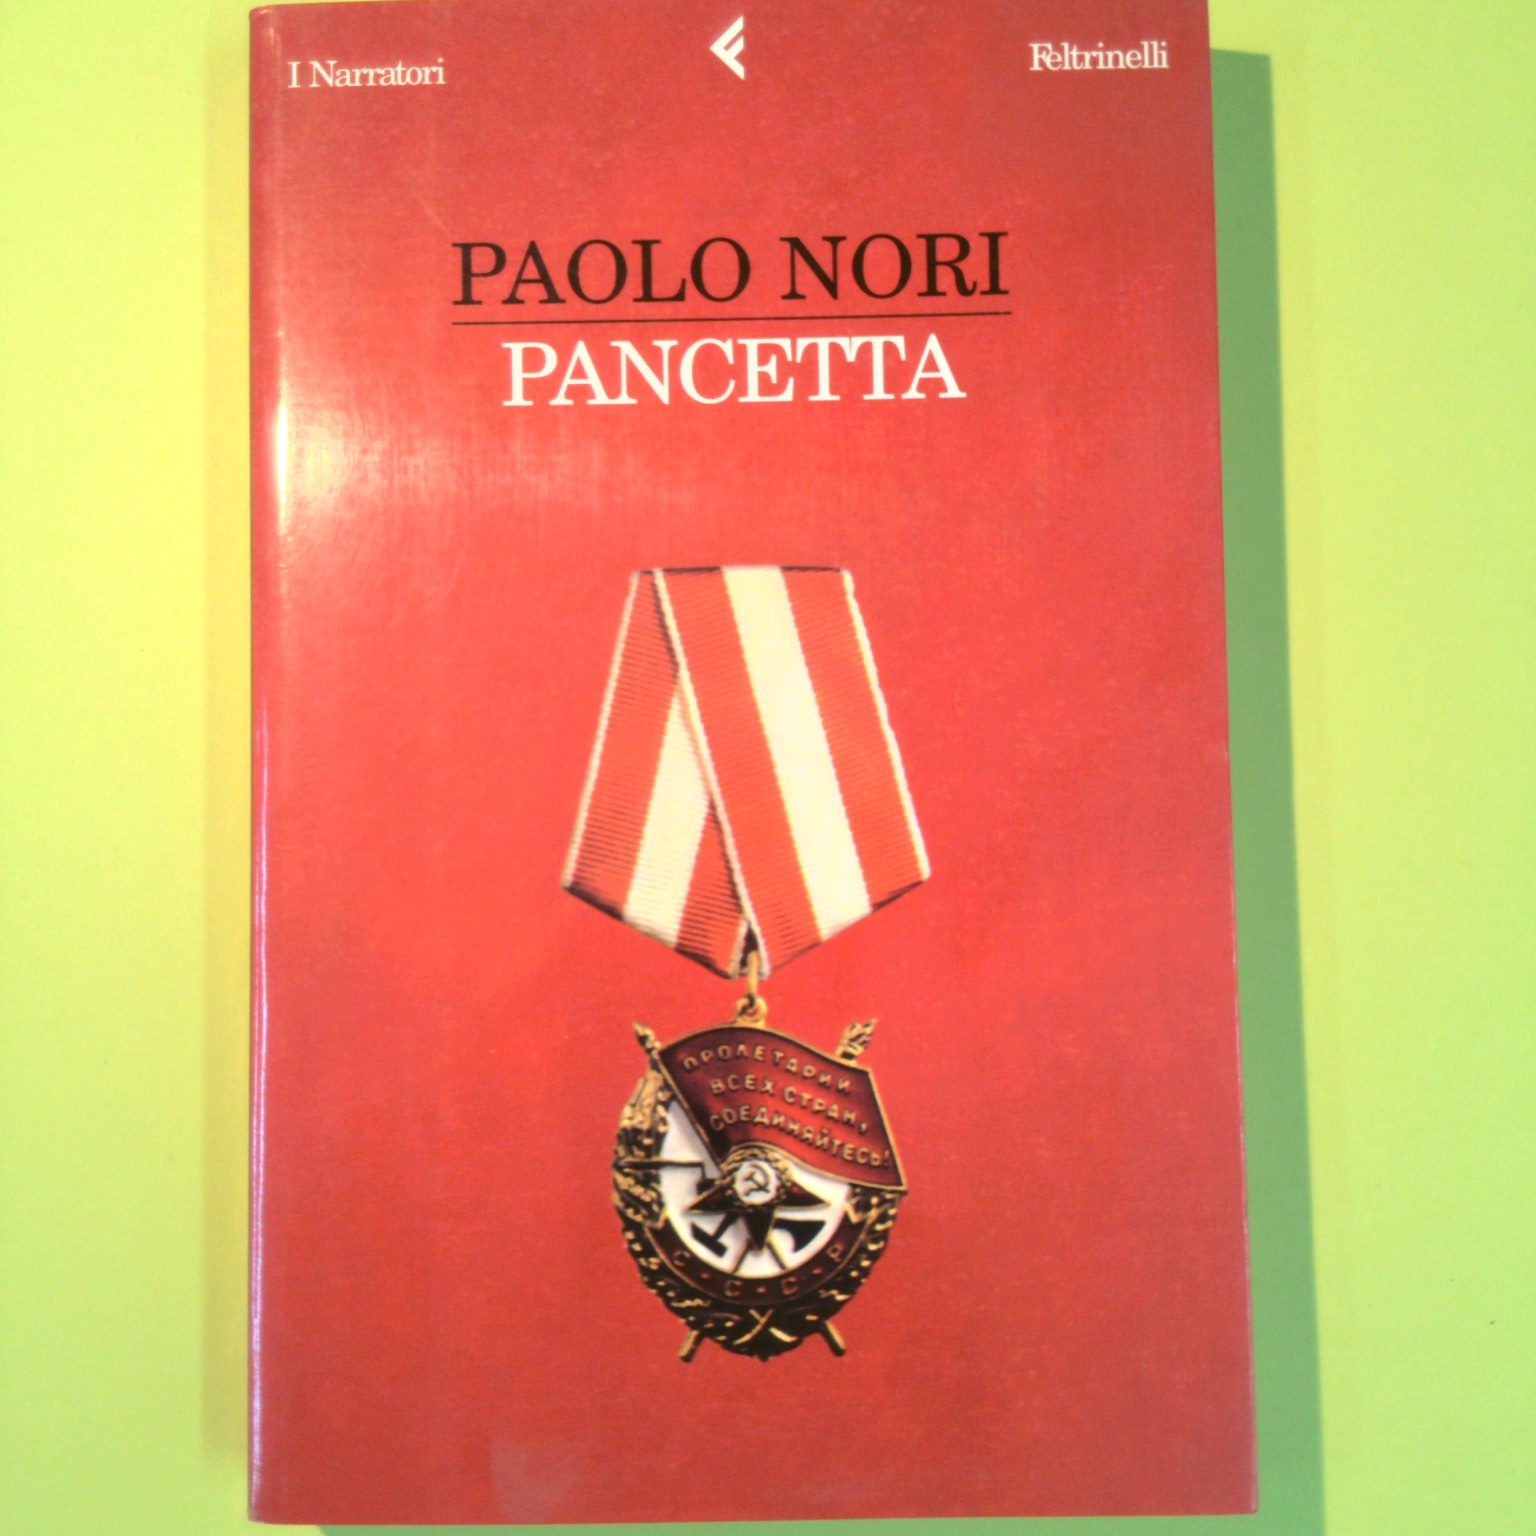 I Narratori
Feltrinelli
PAOLO NORI
PANCETTA
ПРОЛЕТАРИИ
ВСЕХ СТРАН,
СОЕДИНЯЙТЕСЬ!
С·С·С·Р